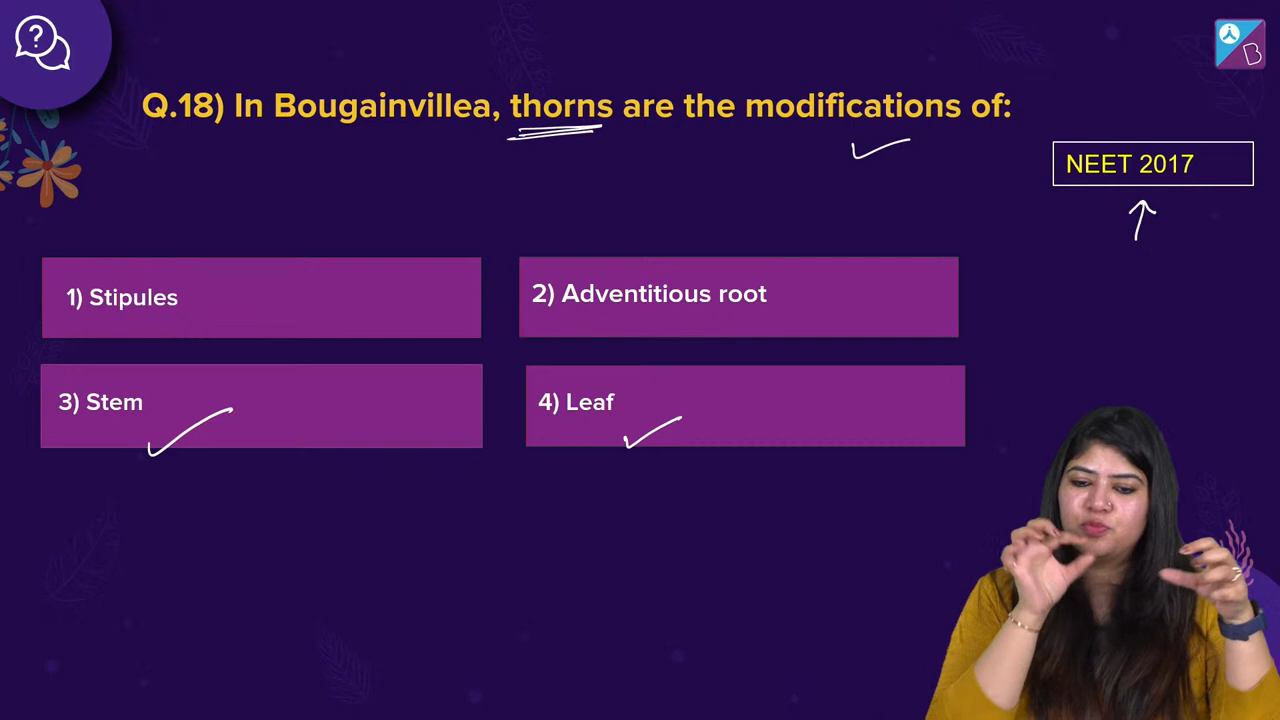 ?
Q.18) In Bougainvillea, thorns are the modifications of:
NEET 2017
1) Stipules
2) Adventitious root
3) Stem
4) Leaf
B